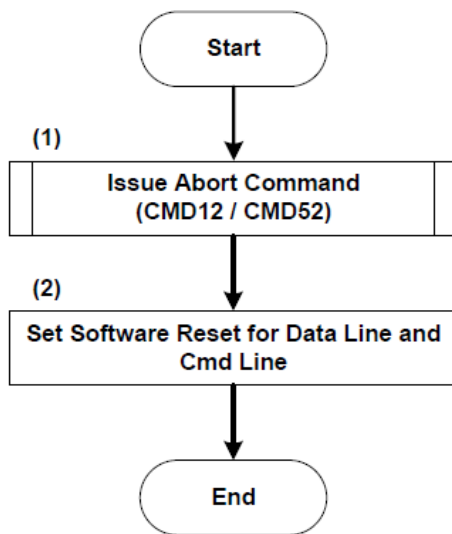 Start
(1)
Issue Abort Command
(CMD12 / CMD52)
(2)
Set Software Reset for Data Line and
Cmd Line
End